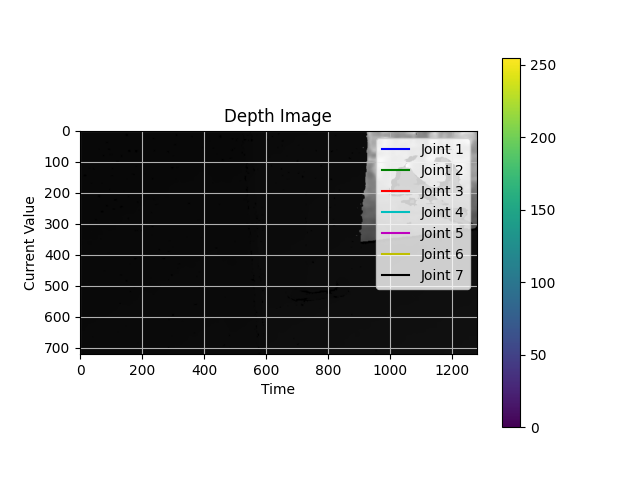 Depth Image
Current Value
0
100
200
300
400
500
600
700
0
200
400
600
800
1000
1200
Time
Joint 1
Joint 2
Joint 3
Joint 4
Joint 5
Joint 6
Joint 7
250
200
150
100
50
0